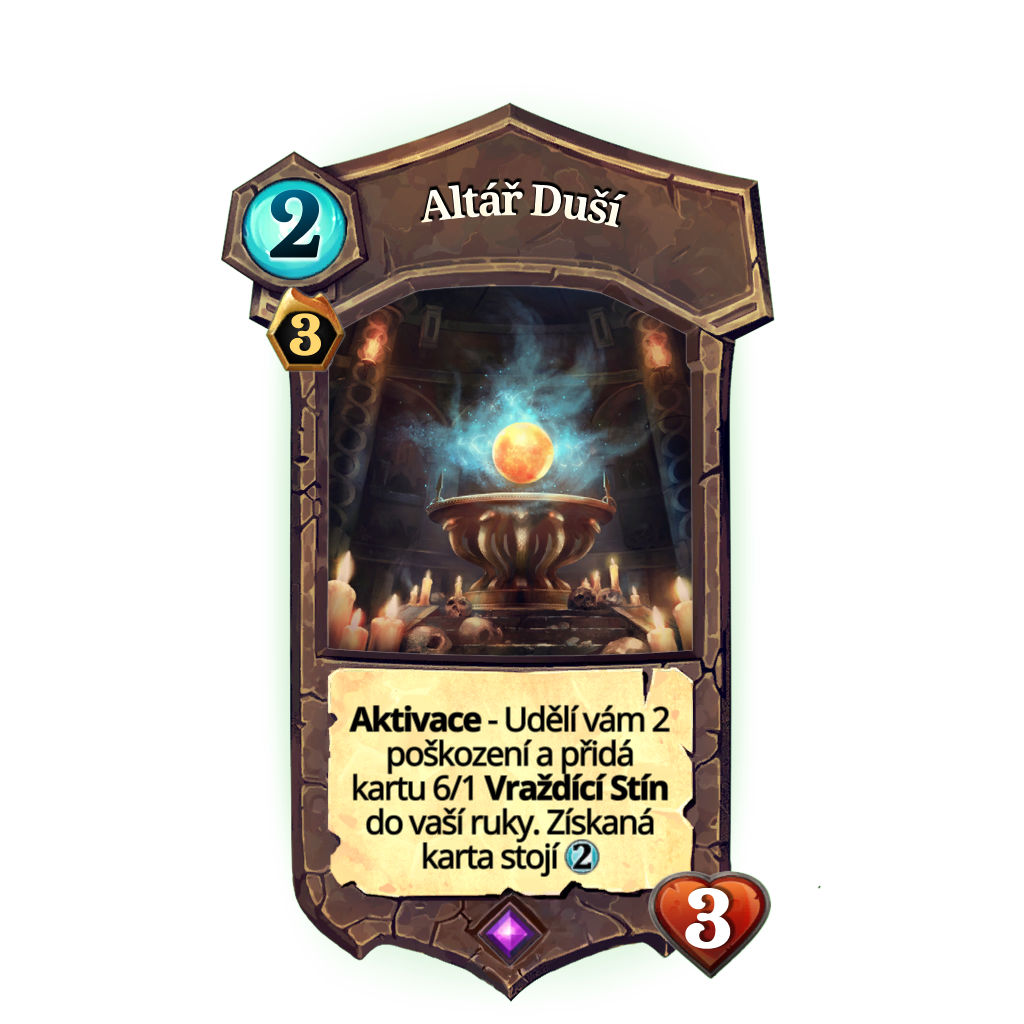 2
Altář Duší
3
Aktivace - Udělí vám 2
poškození a přidá
kartu 6/1 Vraždící Stín
do vaší ruky. Získaná
karta stojí 2
3